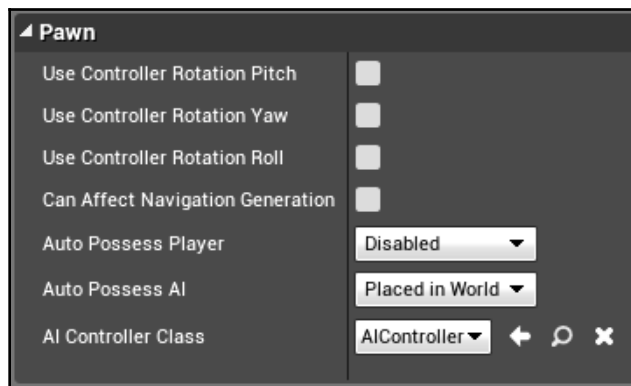 Pawn
Use Controller Rotation Pitch
Use Controller Rotation Yaw
Use Controller Rotation Roll
Can Affect Navigation Generation
Auto Possess Player Disabled
Auto Possess AI Placed in World
AI Controller Class AIController